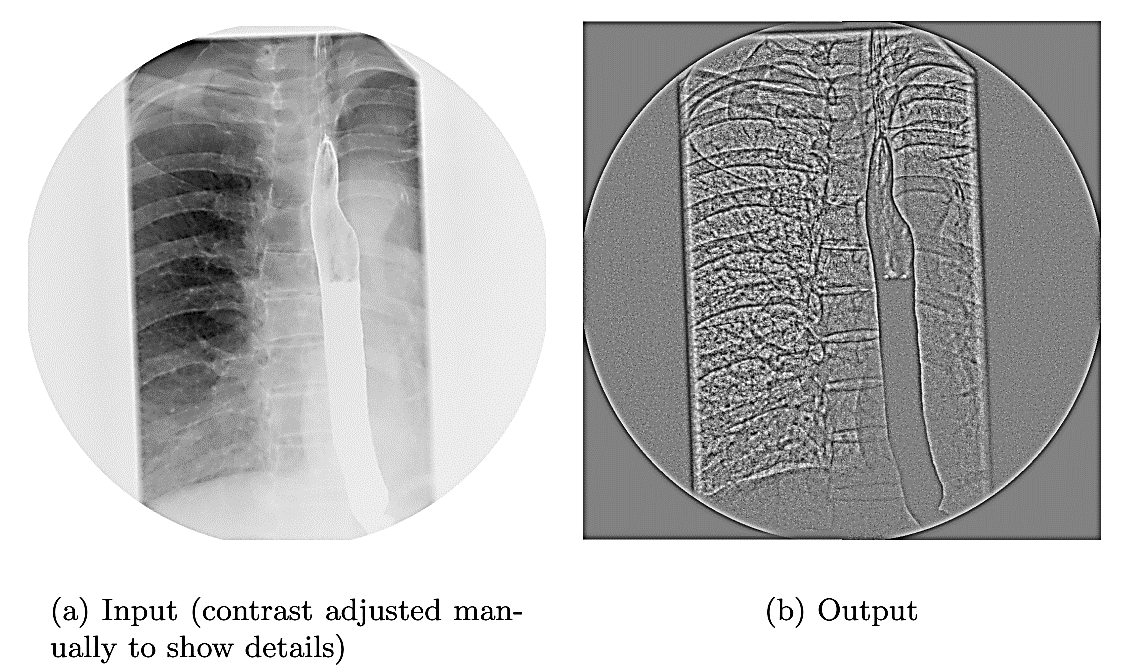 (a) Input (contrast adjusted man-
ually to show details)
(b) Output